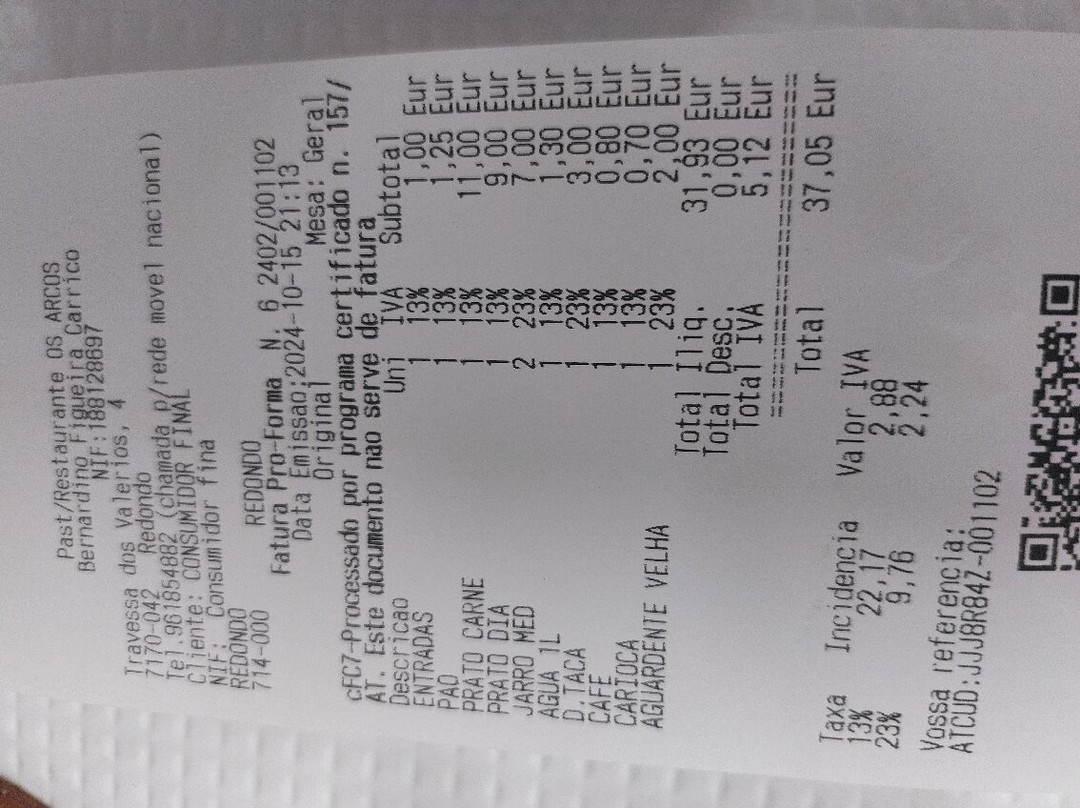 Past/Restaurante OS ARCOS
Bernardino Figueira Carrico
NIF:188128697
Travessa dos Valerios, 4
7170-042 Redondo
Tel.961854882 (chamada p/rede movel nacional)
Cliente: CONSUMIDOR FINAL
NIF: Consumidor fina
REDONDO
714-000 REDONDO
Fatura Pro-Forma N. 6 2402/001102
Data Emissao:2024-10-15 21:13
Original Mesa: Geral
cFC7-Processado por programa certificado n. 157/
AT. Este documento nao serve de fatura
Descricao Uni IVA Subtotal
ENTRADAS 1 13% 1,00 Eur
PAO 1 13% 1,25 Eur
PRATO CARNE 1 13% 11,00 Eur
PRATO DIA 1 13% 9,00 Eur
JARRO MED 2 23% 7,00 Eur
AGUA 1L 1 13% 1,30 Eur
D.TACA 1 23% 3,00 Eur
CAFE 1 13% 0,80 Eur
CARIOCA 1 13% 0,70 Eur
AGUARDENTE VELHA 1 23% 2,00 Eur
Total Iliq. 31,93 Eur
Total Desc. 0,00 Eur
Total IVA 5,12 Eur
Total 37,05 Eur
Taxa Incidencia Valor IVA
13% 22,17 2,88
23% 9,76 2,24
Vossa referencia:
ATCUD:JJJ8R84Z-001102